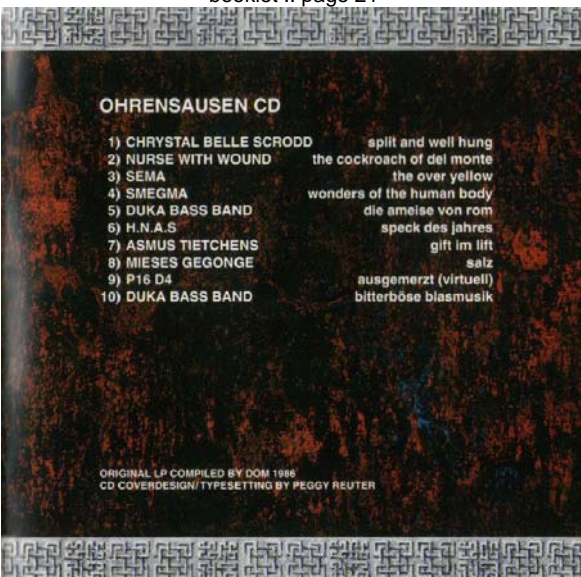 OHRENSAUSEN CD
1) CHRYSTAL BELLE SCRODD split and well hung
2) NURSE WITH WOUND the cockroach of del monte
3) SEMA the over yellow
4) SMEGMA wonders of the human body
5) DUKA BASS BAND die ameise von rom
6) H.N.A.S speck des jahres
7) ASMUS TIETCHENS gift im lift
8) MIESES GEGONGE salz
9) P16 D4 ausgemerzt (virtuell)
10) DUKA BASS BAND bitterböse blasmusik
ORIGINAL LP COMPILED BY DOM 1986
CD COVERDESIGN/TYPESETTING BY PEGGY REUTER